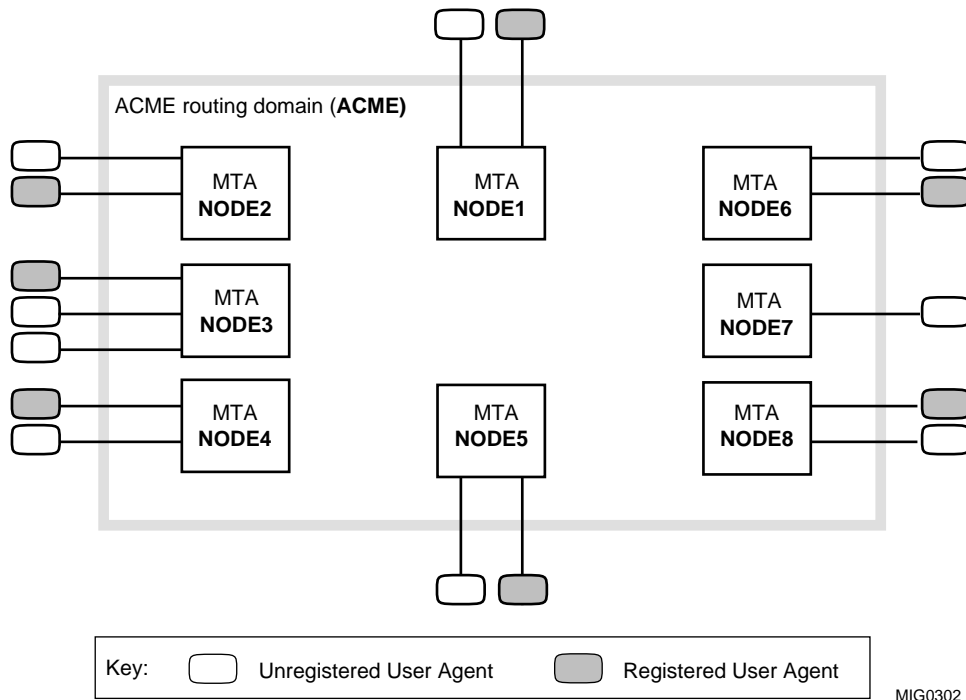 ACME routing domain (ACME)
MTA
NODE2
MTA
NODE1
MTA
NODE6
MTA
NODE3
MTA
NODE7
MTA
NODE4
MTA
NODE5
MTA
NODE8
Key: Unregistered User Agent Registered User Agent
MIG0302